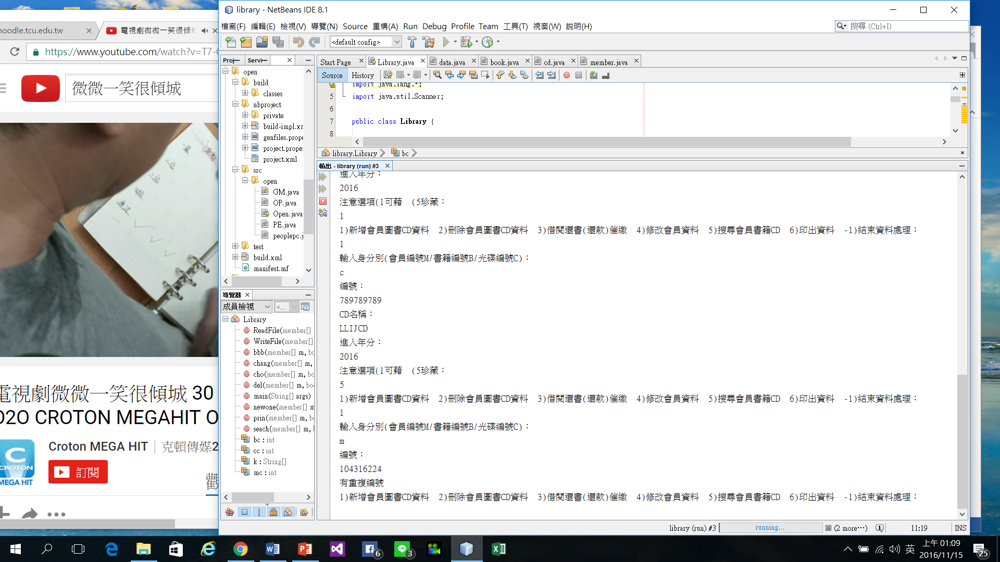 noodle.tcu.edu.tw
電視劇微微一笑很傾
https://www.youtube.com/watch?v=T7-
微微一笑很傾城
電視劇微微一笑很傾城 30
O2O CROTON MEGAHIT O
CROTON
MEGA HIT
Croton MEGA HIT｜克頓傳媒2
訂閱
library - NetBeans IDE 8.1
檔案(F) 編輯(E) 檢視(V) 導覽(N) Source 重構(A) Run Debug Profile Team 工具(T) 視窗(W) 說明(H)
搜尋 (Ctrl+I)
<default config>
Proj... Servi...
open
build
classes
nbproject
private
build-impl.xm
genfiles.prope
project.prope
project.xml
src
open
GM.java
OP.java
Open.java
PE.java
peoplepc.j
test
build.xml
manifest.mf
導覽器
成員檢視 <...
Library
ReadFile(member[]
WriteFile(member[]
bbb(member[] m, bo
chang(member[] m,
cho(member[] m, bo
del(member[] m, boo
main(String[] args)
newone(member[] m
prin(member[] m, bo
seach(member[] m, b
bc : int
cc : int
k : String[]
mc : int
Start Page Library.java data.java book.java cd.java member.java
Source History
import java.lang.*;
5 import java.util.Scanner;
6
7 public class Library {
8
library.Library bc
輸出 - library (run) #3
進入年分：
2016
注意選項(1可藉 (5珍藏：
1
1)新增會員圖書CD資料 2)刪除會員圖書CD資料 3)借閱還書(還款)催繳 4)修改會員資料 5)搜尋會員書籍CD 6)印出資料 -1)結束資料處理：
1
輸入身分別(會員編號M/書籍編號B/光碟編號C)：
c
編號：
789789789
CD名稱：
LLIJCD
進入年分：
2016
注意選項(1可藉 (5珍藏：
5
1)新增會員圖書CD資料 2)刪除會員圖書CD資料 3)借閱還書(還款)催繳 4)修改會員資料 5)搜尋會員書籍CD 6)印出資料 -1)結束資料處理：
1
輸入身分別(會員編號M/書籍編號B/光碟編號C)：
m
編號：
104316224
有重複編號
1)新增會員圖書CD資料 2)刪除會員圖書CD資料 3)借閱還書(還款)催繳 4)修改會員資料 5)搜尋會員書籍CD 6)印出資料 -1)結束資料處理：
library (run) #3 running... (2 more...) 11:19 INS
6 3
英 上午 01:09
2016/11/15
25